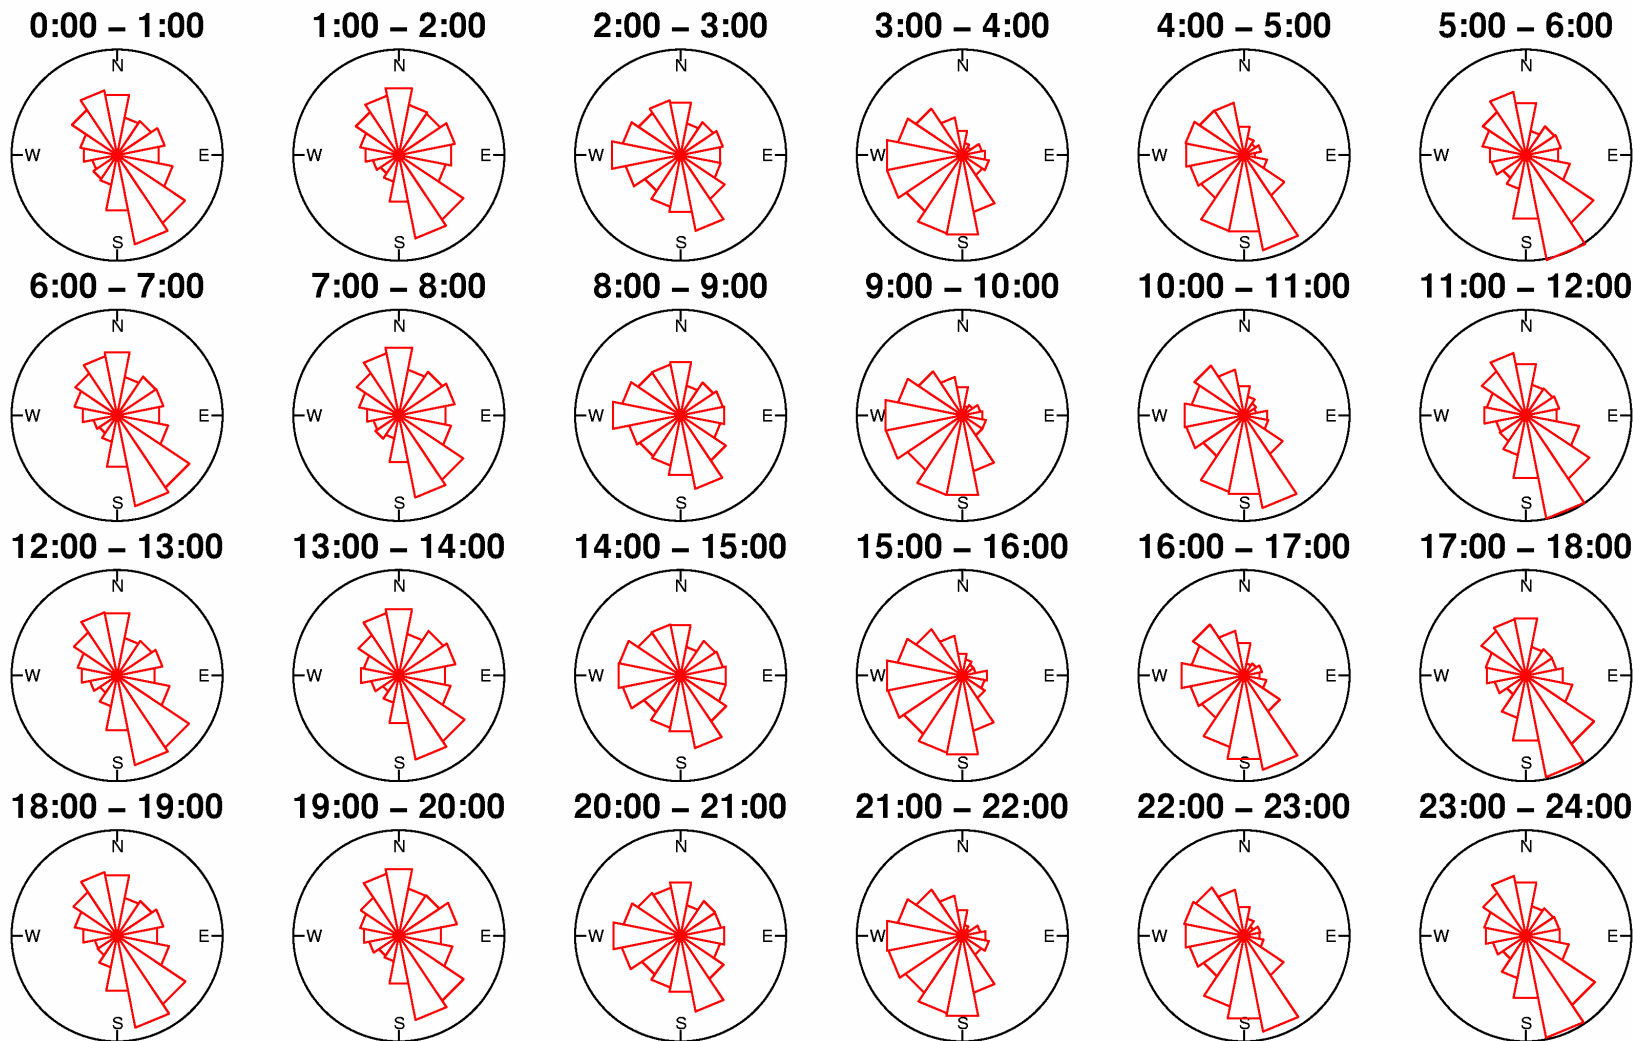 0:00 – 1:00 1:00 – 2:00 2:00 – 3:00 3:00 – 4:00 4:00 – 5:00 5:00 – 6:00
N N N N N N
W E W E W E W E W E W E
S S S S S S
6:00 – 7:00 7:00 – 8:00 8:00 – 9:00 9:00 – 10:00 10:00 – 11:00 11:00 – 12:00
N N N N N N
W E W E W E W E W E W E
S S S S S S
12:00 – 13:00 13:00 – 14:00 14:00 – 15:00 15:00 – 16:00 16:00 – 17:00 17:00 – 18:00
N N N N N N
W E W E W E W E W E W E
S S S S S S
18:00 – 19:00 19:00 – 20:00 20:00 – 21:00 21:00 – 22:00 22:00 – 23:00 23:00 – 24:00
N N N N N N
W E W E W E W E W E W E
S S S S S S